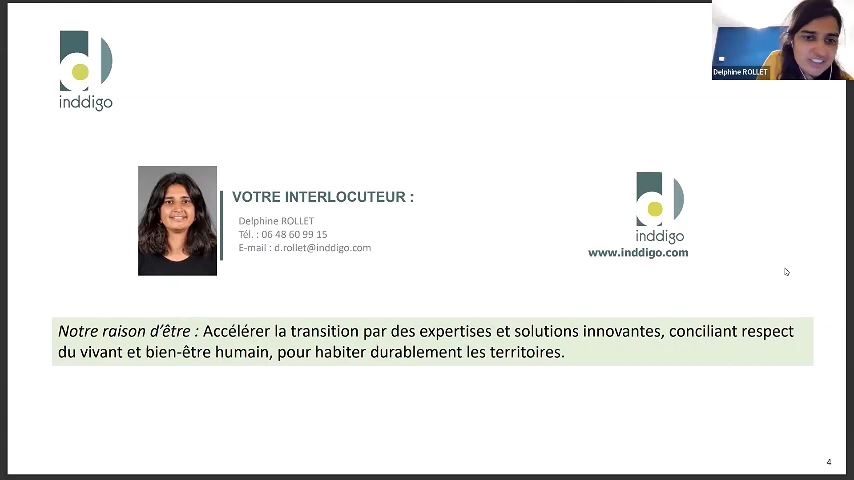 inddigo
Delphine ROLLET
VOTRE INTERLOCUTEUR :
Delphine ROLLET
Tél. : 06 48 60 99 15
E-mail : d.rollet@inddigo.com
inddigo
www.inddigo.com
Notre raison d’être : Accélérer la transition par des expertises et solutions innovantes, conciliant respect
du vivant et bien-être humain, pour habiter durablement les territoires.
4